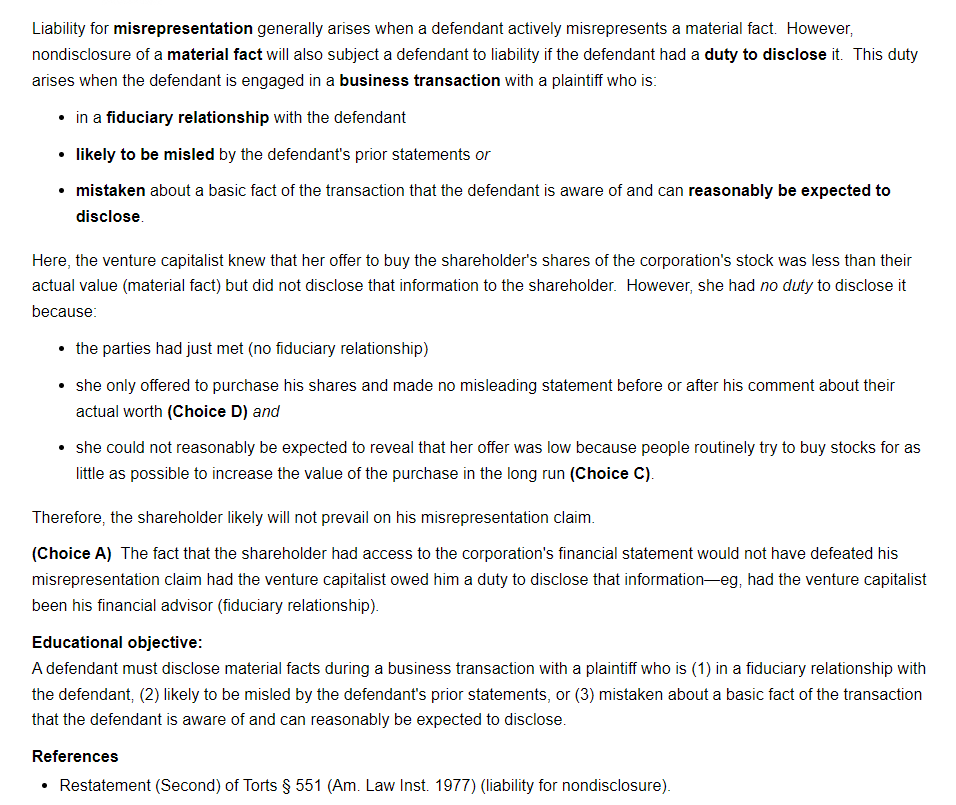 Liability for misrepresentation generally arises when a defendant actively misrepresents a material fact.  However,
nondisclosure of a material fact will also subject a defendant to liability if the defendant had a duty to disclose it.  This duty
arises when the defendant is engaged in a business transaction with a plaintiff who is:
• in a fiduciary relationship with the defendant
• likely to be misled by the defendant's prior statements or
• mistaken about a basic fact of the transaction that the defendant is aware of and can reasonably be expected to
disclose.
Here, the venture capitalist knew that her offer to buy the shareholder's shares of the corporation's stock was less than their
actual value (material fact) but did not disclose that information to the shareholder.  However, she had no duty to disclose it
because:
• the parties had just met (no fiduciary relationship)
• she only offered to purchase his shares and made no misleading statement before or after his comment about their
actual worth (Choice D) and
• she could not reasonably be expected to reveal that her offer was low because people routinely try to buy stocks for as
little as possible to increase the value of the purchase in the long run (Choice C).
Therefore, the shareholder likely will not prevail on his misrepresentation claim.
(Choice A)  The fact that the shareholder had access to the corporation's financial statement would not have defeated his
misrepresentation claim had the venture capitalist owed him a duty to disclose that information—eg, had the venture capitalist
been his financial advisor (fiduciary relationship).
Educational objective:
A defendant must disclose material facts during a business transaction with a plaintiff who is (1) in a fiduciary relationship with
the defendant, (2) likely to be misled by the defendant's prior statements, or (3) mistaken about a basic fact of the transaction
that the defendant is aware of and can reasonably be expected to disclose.
References
• Restatement (Second) of Torts § 551 (Am. Law Inst. 1977) (liability for nondisclosure).